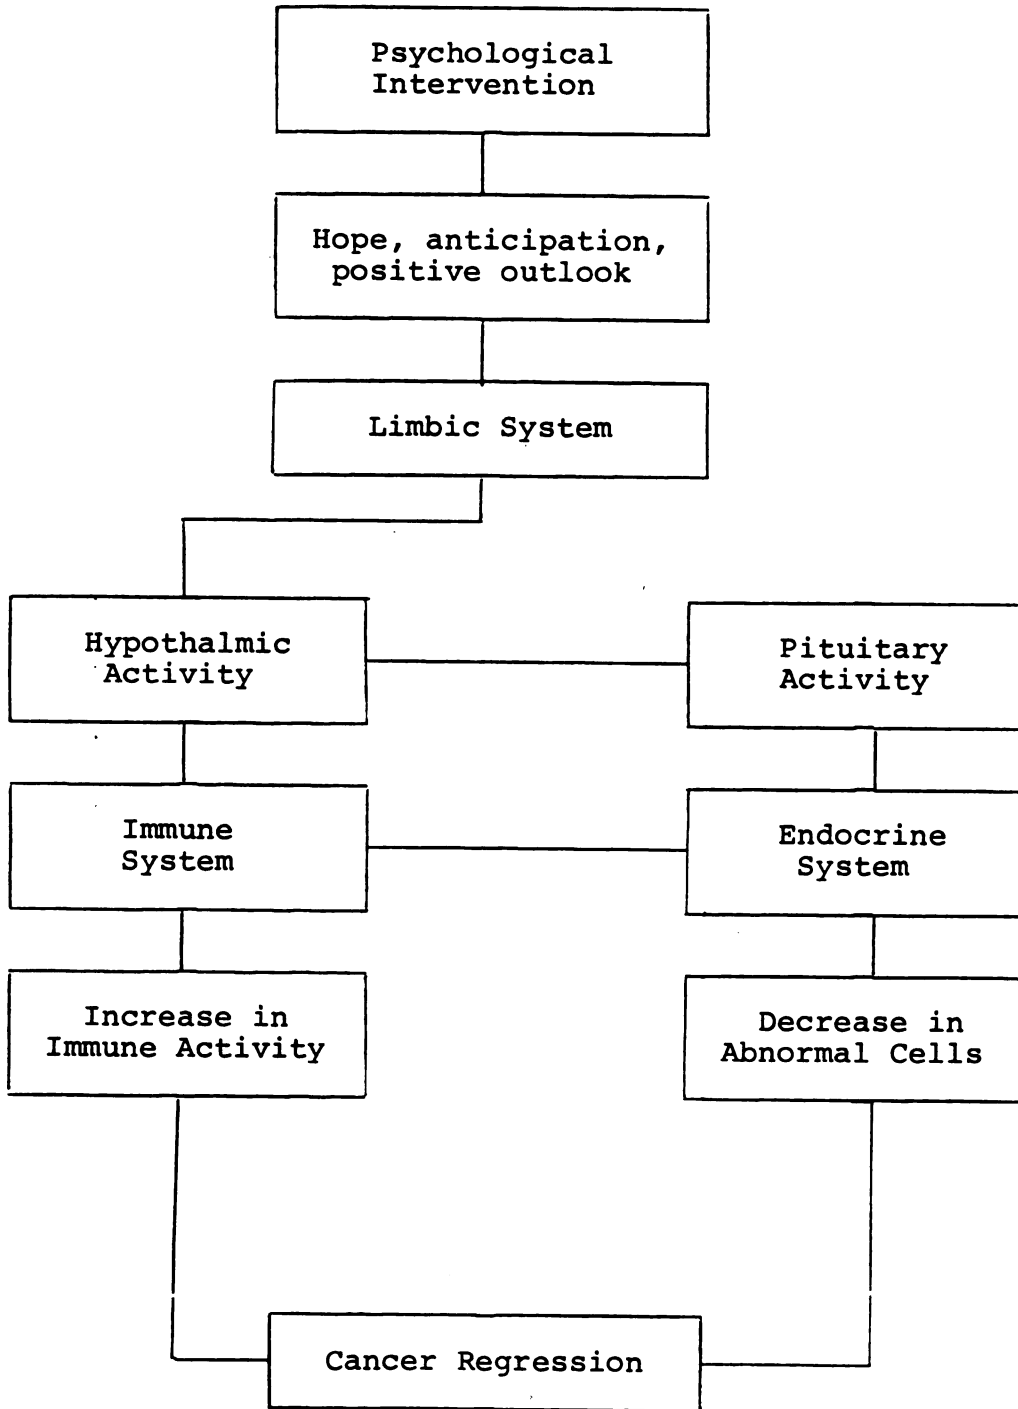 Psychological
Intervention
Hope, anticipation,
positive outlook
Limbic System
Hypothalmic
Activity
Pituitary
Activity
Immune
System
Endocrine
System
Increase in
Immune Activity
Decrease in
Abnormal Cells
Cancer Regression